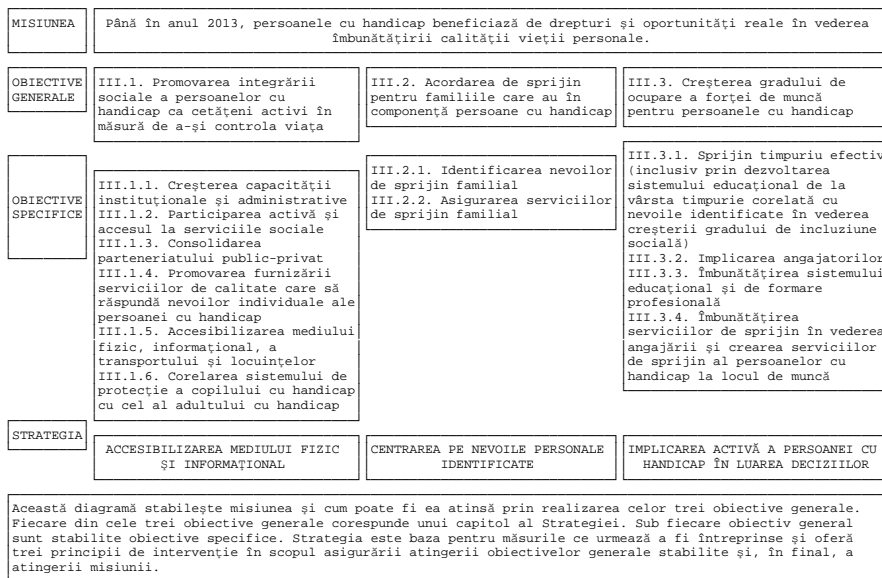 MISIUNEA
Până în anul 2013, persoanele cu handicap beneficiază de drepturi și oportunități reale în vederea
îmbunătățirii calității vieții personale.
OBIECTIVE
GENERALE
III.1. Promovarea integrării
sociale a persoanelor cu
handicap ca cetățeni activi în
măsură de a-și controla viața
III.2. Acordarea de sprijin
pentru familiile care au în
componență persoane cu handicap
III.3. Creșterea gradului de
ocupare a forței de muncă
pentru persoanele cu handicap
OBIECTIVE
SPECIFICE
III.1.1. Creșterea capacității
instituționale și administrative
III.1.2. Participarea activă și
accesul la serviciile sociale
III.1.3. Consolidarea
parteneriatului public-privat
III.1.4. Promovarea furnizării
serviciilor de calitate care să
răspundă nevoilor individuale ale
persoanei cu handicap
III.1.5. Accesibilizarea mediului
fizic, informațional, a
transportului și locuințelor
III.1.6. Corelarea sistemului de
protecție a copilului cu handicap
cu cel al adultului cu handicap
III.2.1. Identificarea nevoilor
de sprijin familial
III.2.2. Asigurarea serviciilor
de sprijin familial
III.3.1. Sprijin timpuriu efectiv
(inclusiv prin dezvoltarea
sistemului educațional de la
vârsta timpurie corelată cu
nevoile identificate în vederea
creșterii gradului de incluziune
socială)
III.3.2. Implicarea angajatorilor
III.3.3. Îmbunătățirea sistemului
educațional și de formare
profesională
III.3.4. Îmbunătățirea
serviciilor de sprijin în vederea
angajării și crearea serviciilor
de sprijin al persoanelor cu
handicap la locul de muncă
STRATEGIA
ACCESIBILIZAREA MEDIULUI FIZIC
ȘI INFORMAȚIONAL
CENTRAREA PE NEVOILE PERSONALE
IDENTIFICATE
IMPLICAREA ACTIVĂ A PERSOANEI CU
HANDICAP ÎN LUAREA DECIZIILOR
Această diagramă stabilește misiunea și cum poate fi ea atinsă prin realizarea celor trei obiective generale.
Fiecare din cele trei obiective generale corespunde unui capitol al Strategiei. Sub fiecare obiectiv general
sunt stabilite obiective specifice. Strategia este baza pentru măsurile ce urmează a fi întreprinse și oferă
trei principii de intervenție în scopul asigurării atingerii obiectivelor generale stabilite și, în final, a
atingerii misiunii.